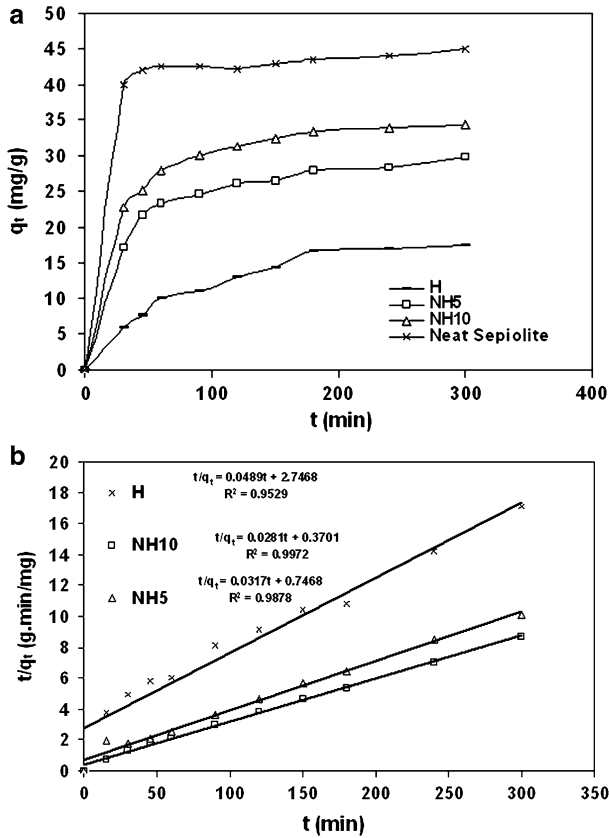 a
50
45
40
35
30
25
20
15
10
5
0
qt (mg/g)
H
NH5
NH10
Neat Sepiolite
0 100 200 300 400
t (min)
b
20
18
16
14
12
10
8
6
4
2
0
t/qt (g.min/mg)
H
t/qt = 0.0489t + 2.7468
R² = 0.9529
NH10
t/qt = 0.0281t + 0.3701
R² = 0.9972
NH5
t/qt = 0.0317t + 0.7468
R² = 0.9878
0 50 100 150 200 250 300 350
t (min)